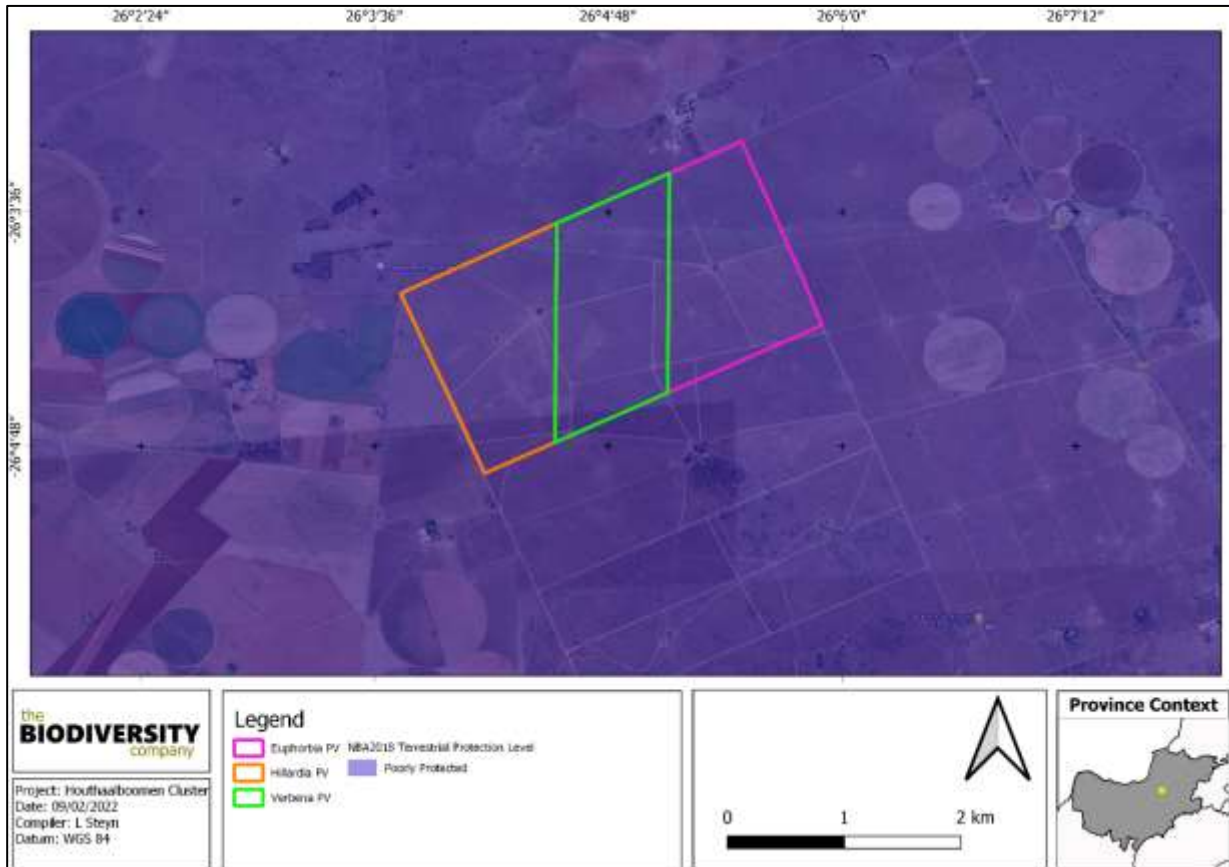 26°2'24" 26°3'36" 26°4'48" 26°6'0" 26°7'12"
-26°3'36"
-26°4'48"
the
BIODIVERSITY
company
Project: Houthaalboomen Cluster
Date: 09/02/2022
Compiler: L Steyn
Datum: WGS 84
Legend
Euphorbia PV
Hillardia PV
Verbena PV
NBA2018 Terrestrial Protection Level
Poorly Protected
0 1 2 km
Province Context